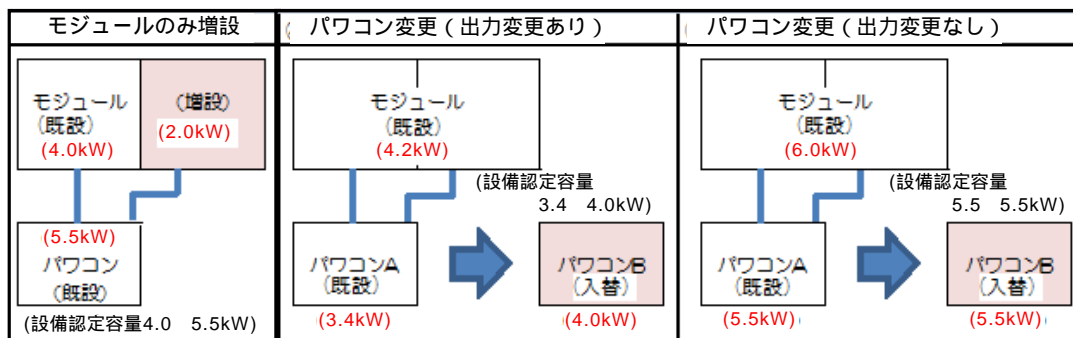 モジュールのみ増設
モジュール
(既設)
(4.0kW)
(増設)
(2.0kW)
(5.5kW)
パワコン
(既設)
(設備認定容量4.0　5.5kW)
パワコン変更（出力変更あり）
モジュール
(既設)
(4.2kW)
(設備認定容量
3.4　4.0kW)
パワコンA
(既設)
(3.4kW)
パワコンB
(入替)
(4.0kW)
パワコン変更（出力変更なし）
モジュール
(既設)
(6.0kW)
(設備認定容量
5.5　5.5kW)
パワコンA
(既設)
(5.5kW)
パワコンB
(入替)
(5.5kW)